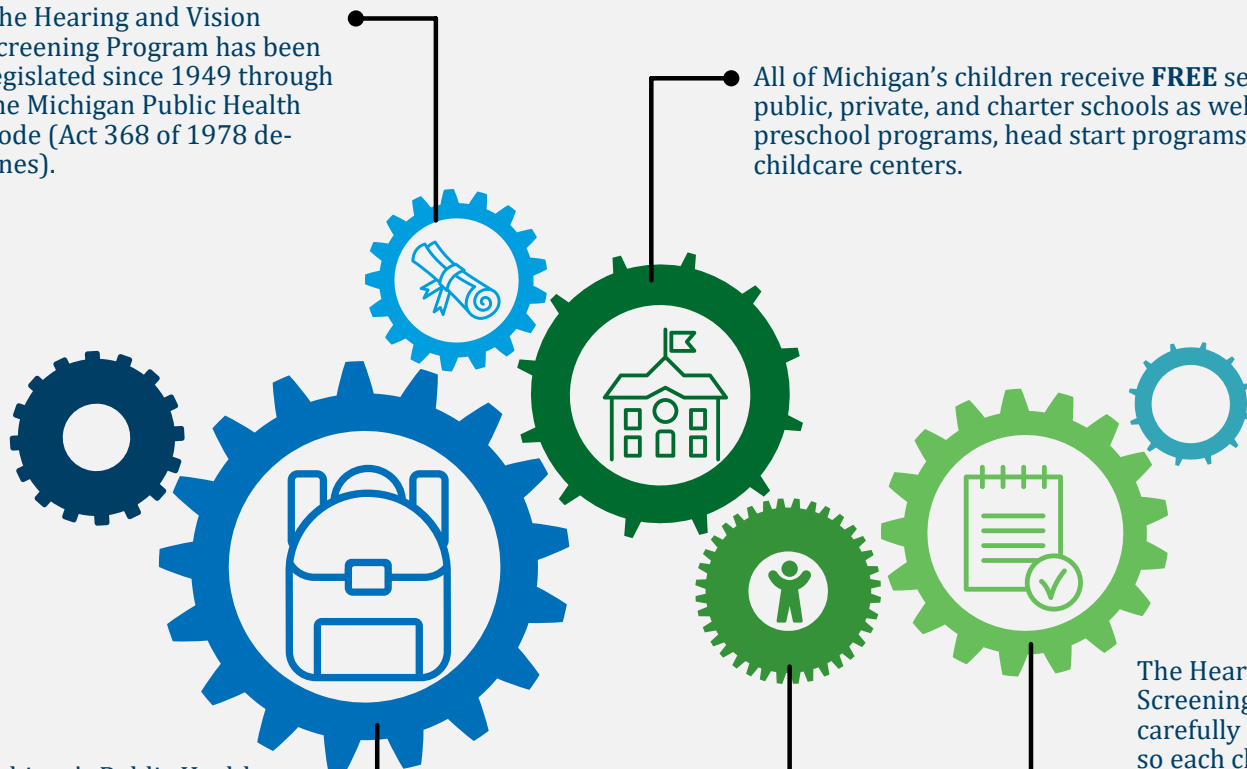 he Hearing and Vision
creening Program has been
egislated since 1949 through
he Michigan Public Health
ode (Act 368 of 1978 de-
nes).
All of Michigan's children receive FREE se
public, private, and charter schools as wel
preschool programs, head start programs
childcare centers.
The Hear
Screening
carefully
so each c
Public Health